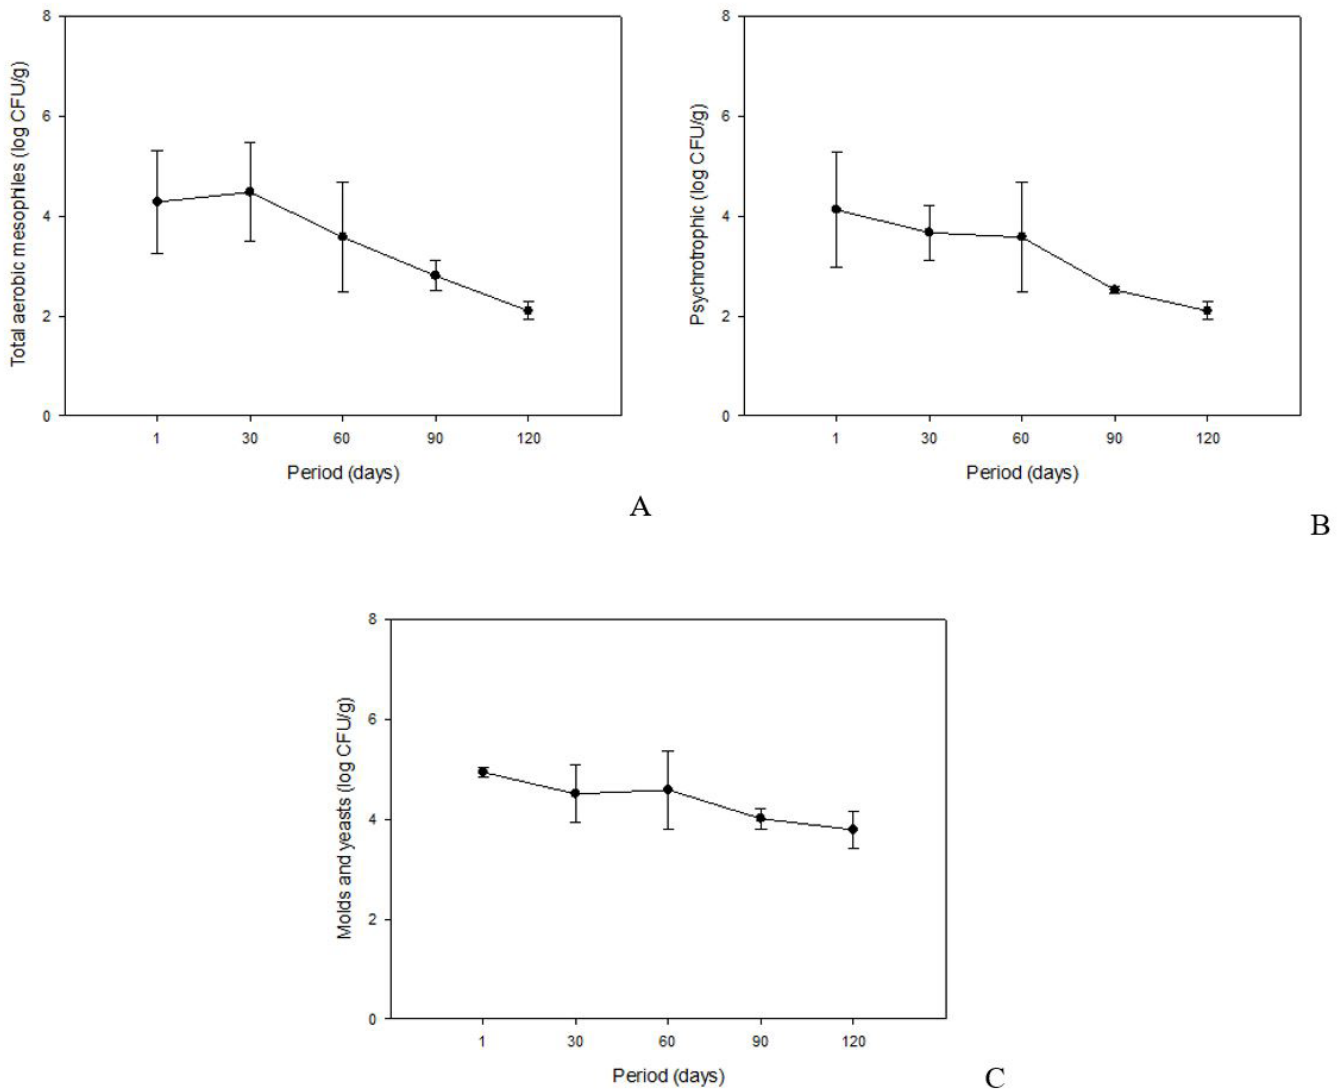 Total aerobic mesophiles (log CFU/g)
8
6
4
2
0
1 30 60 90 120
Period (days)
A
Psychrotrophic (log CFU/g)
8
6
4
2
0
1 30 60 90 120
Period (days)
B
Molds and yeasts (log CFU/g)
8
6
4
2
0
1 30 60 90 120
Period (days)
C